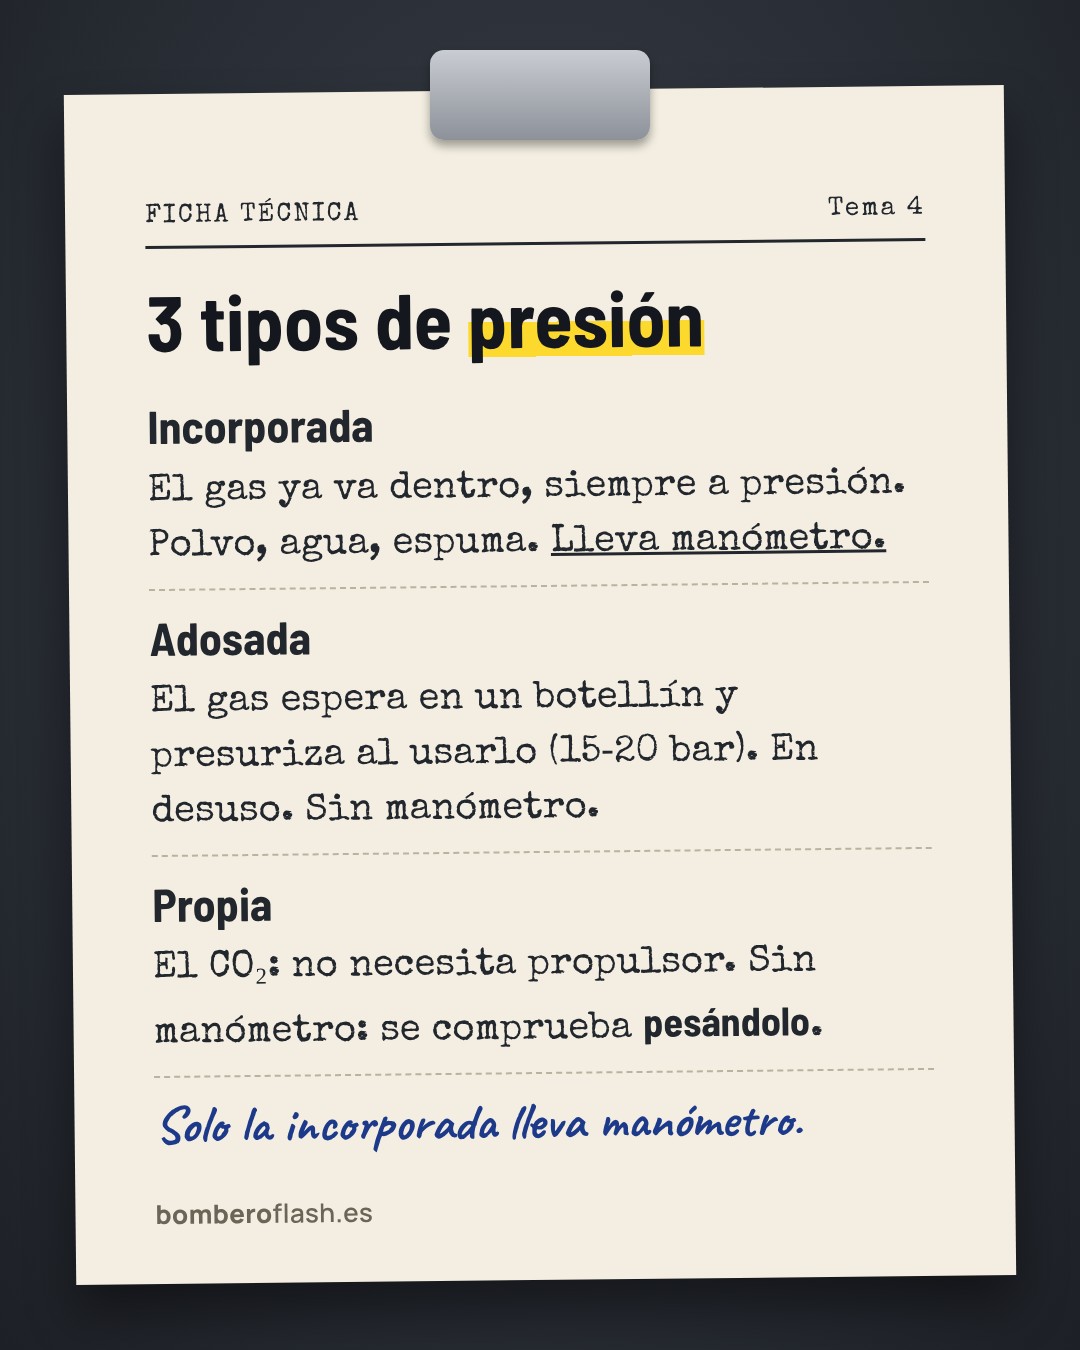 FICHA TÉCNICA
Tema 4
3 tipos de presión
Incorporada
El gas ya va dentro, siempre a presión.
Polvo, agua, espuma. Lleva manómetro.
Adosada
El gas espera en un botellín y
presuriza al usarlo (15-20 bar). En
desuso. Sin manómetro.
Propia
El CO₂: no necesita propulsor. Sin
manómetro: se comprueba pesándolo.
Solo la incorporada lleva manómetro.
bomberoflash.es